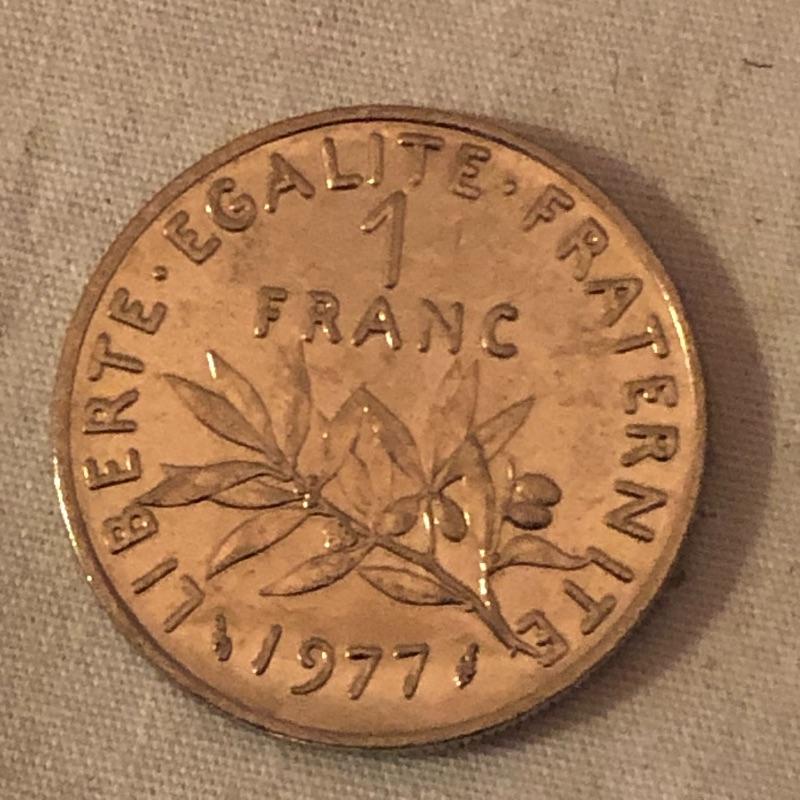 LIBERTE · EGALITE · FRATERNITE
1
FRANC
1977